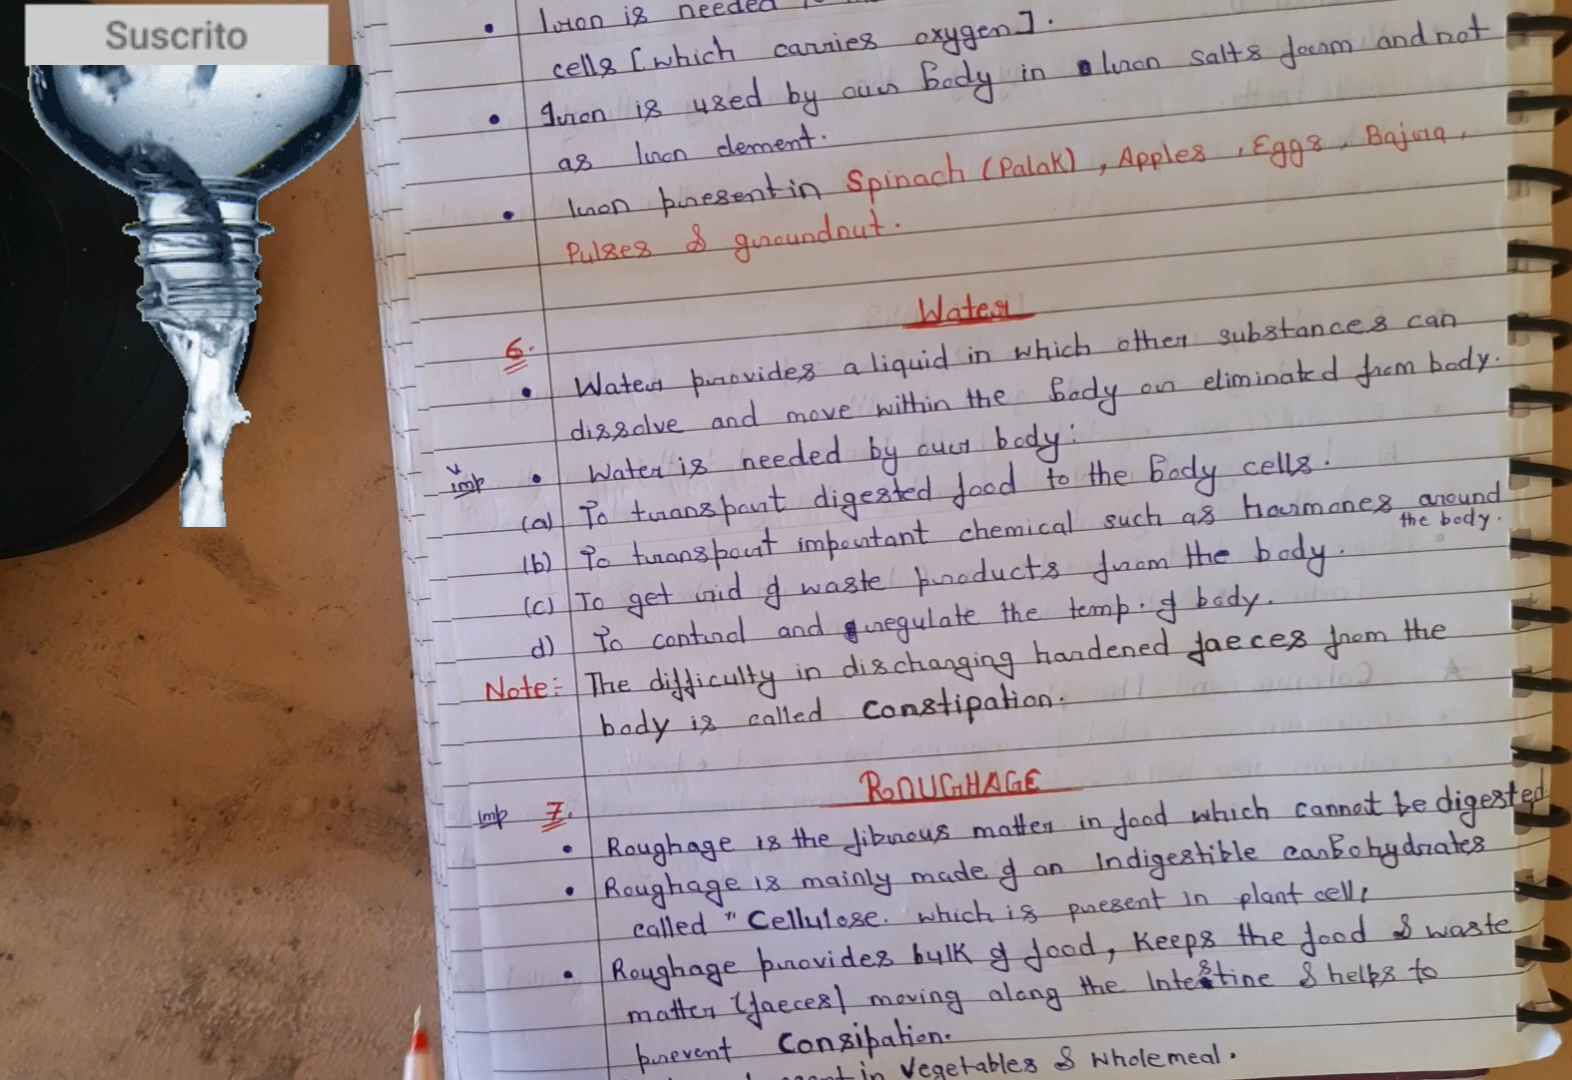 Suscrito
Iron is needed
cells [which carries oxygen].
Iron is used by our body in Iron salts form and not
as Iron element.
Iron present in Spinach (Palak), Apples, Eggs, Bajra,
Pulses & groundnut.
6. Water
Water provides a liquid in which other substances can
dissolve and move within the body or eliminated from body.
v imp Water is needed by our body:
(a) To transport digested food to the body cells.
(b) To transport important chemical such as hormones around the body.
(c) To get rid of waste products from the body.
d) To control and regulate the temp. of body.
Note:- The difficulty in discharging hardened faeces from the
body is called Constipation.
imp 7. ROUGHAGE
Roughage is the fibrous matter in food which cannot be digested
Roughage is mainly made of an Indigestible carbohydrates
called "Cellulose. which is present in plant cells
Roughage provides bulk of food, Keeps the food & waste
matter (faeces) moving along the Intestine & helps to
prevent Consipation.
in Vegetables & Wholemeal.